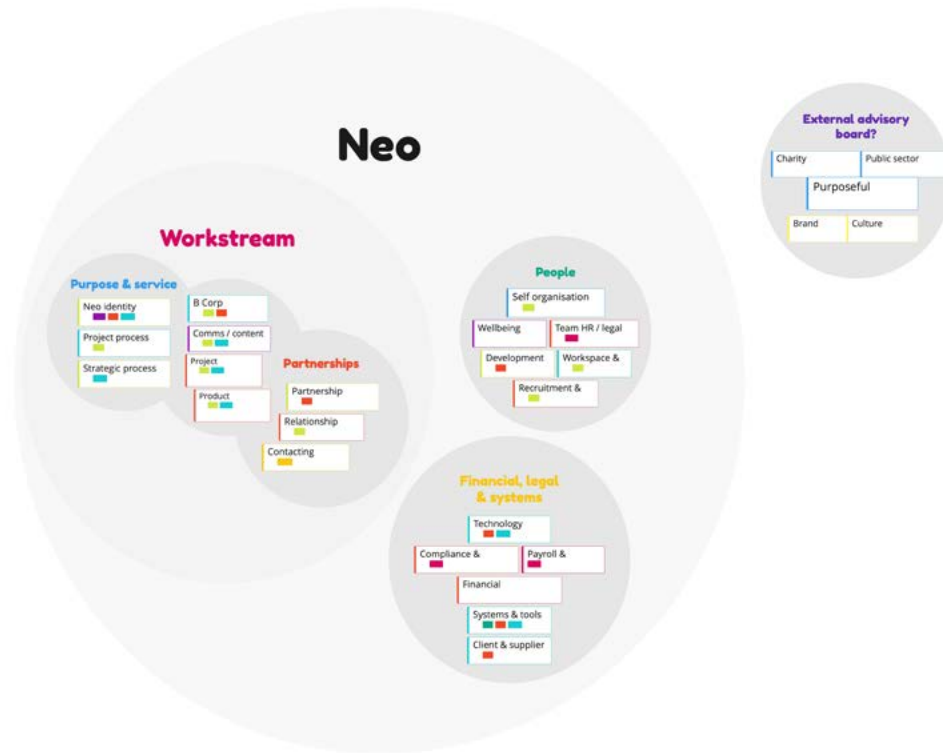 Neo
Workstream
Purpose & service
Neo identity
Project process
Strategic process
B Corp
Comms / content
Project
Product
Partnerships
Partnership
Relationship
Contacting
People
Self organisation
Wellbeing
Team HR / legal
Development
Workspace &
Recruitment &
Financial, legal
& systems
Technology
Compliance &
Payroll &
Financial
Systems & tools
Client & supplier
External advisory
board?
Charity
Public sector
Purposeful
Brand
Culture